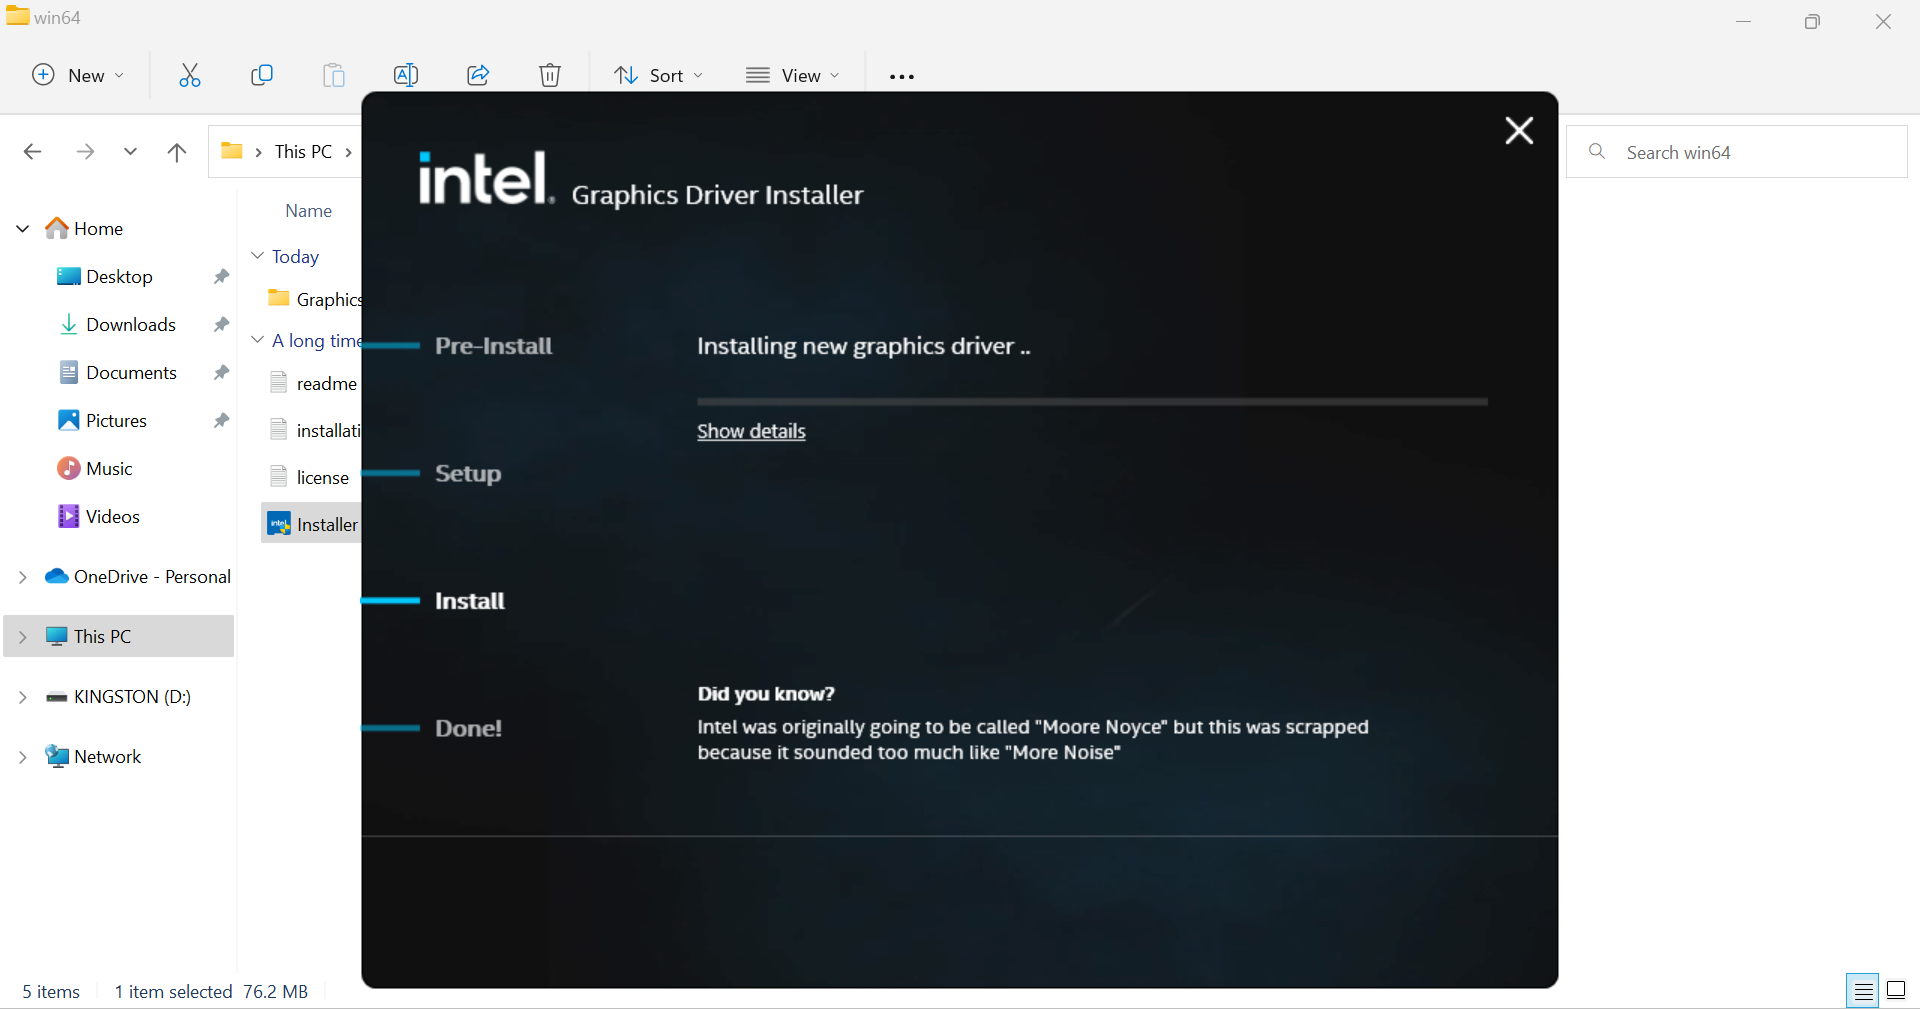 win64
New
Sort
View
This PC
Search win64
Name
Home
Desktop
Downloads
Documents
Pictures
Music
Videos
OneDrive - Personal
This PC
KINGSTON (D:)
Network
Today
Graphics
A long time
readme
installati
license
intel
Installer
intel. Graphics Driver Installer
Pre-Install
Setup
Install
Done!
Installing new graphics driver ..
Show details
Did you know?
Intel was originally going to be called "Moore Noyce" but this was scrapped
because it sounded too much like "More Noise"
5 items
1 item selected 76.2 MB